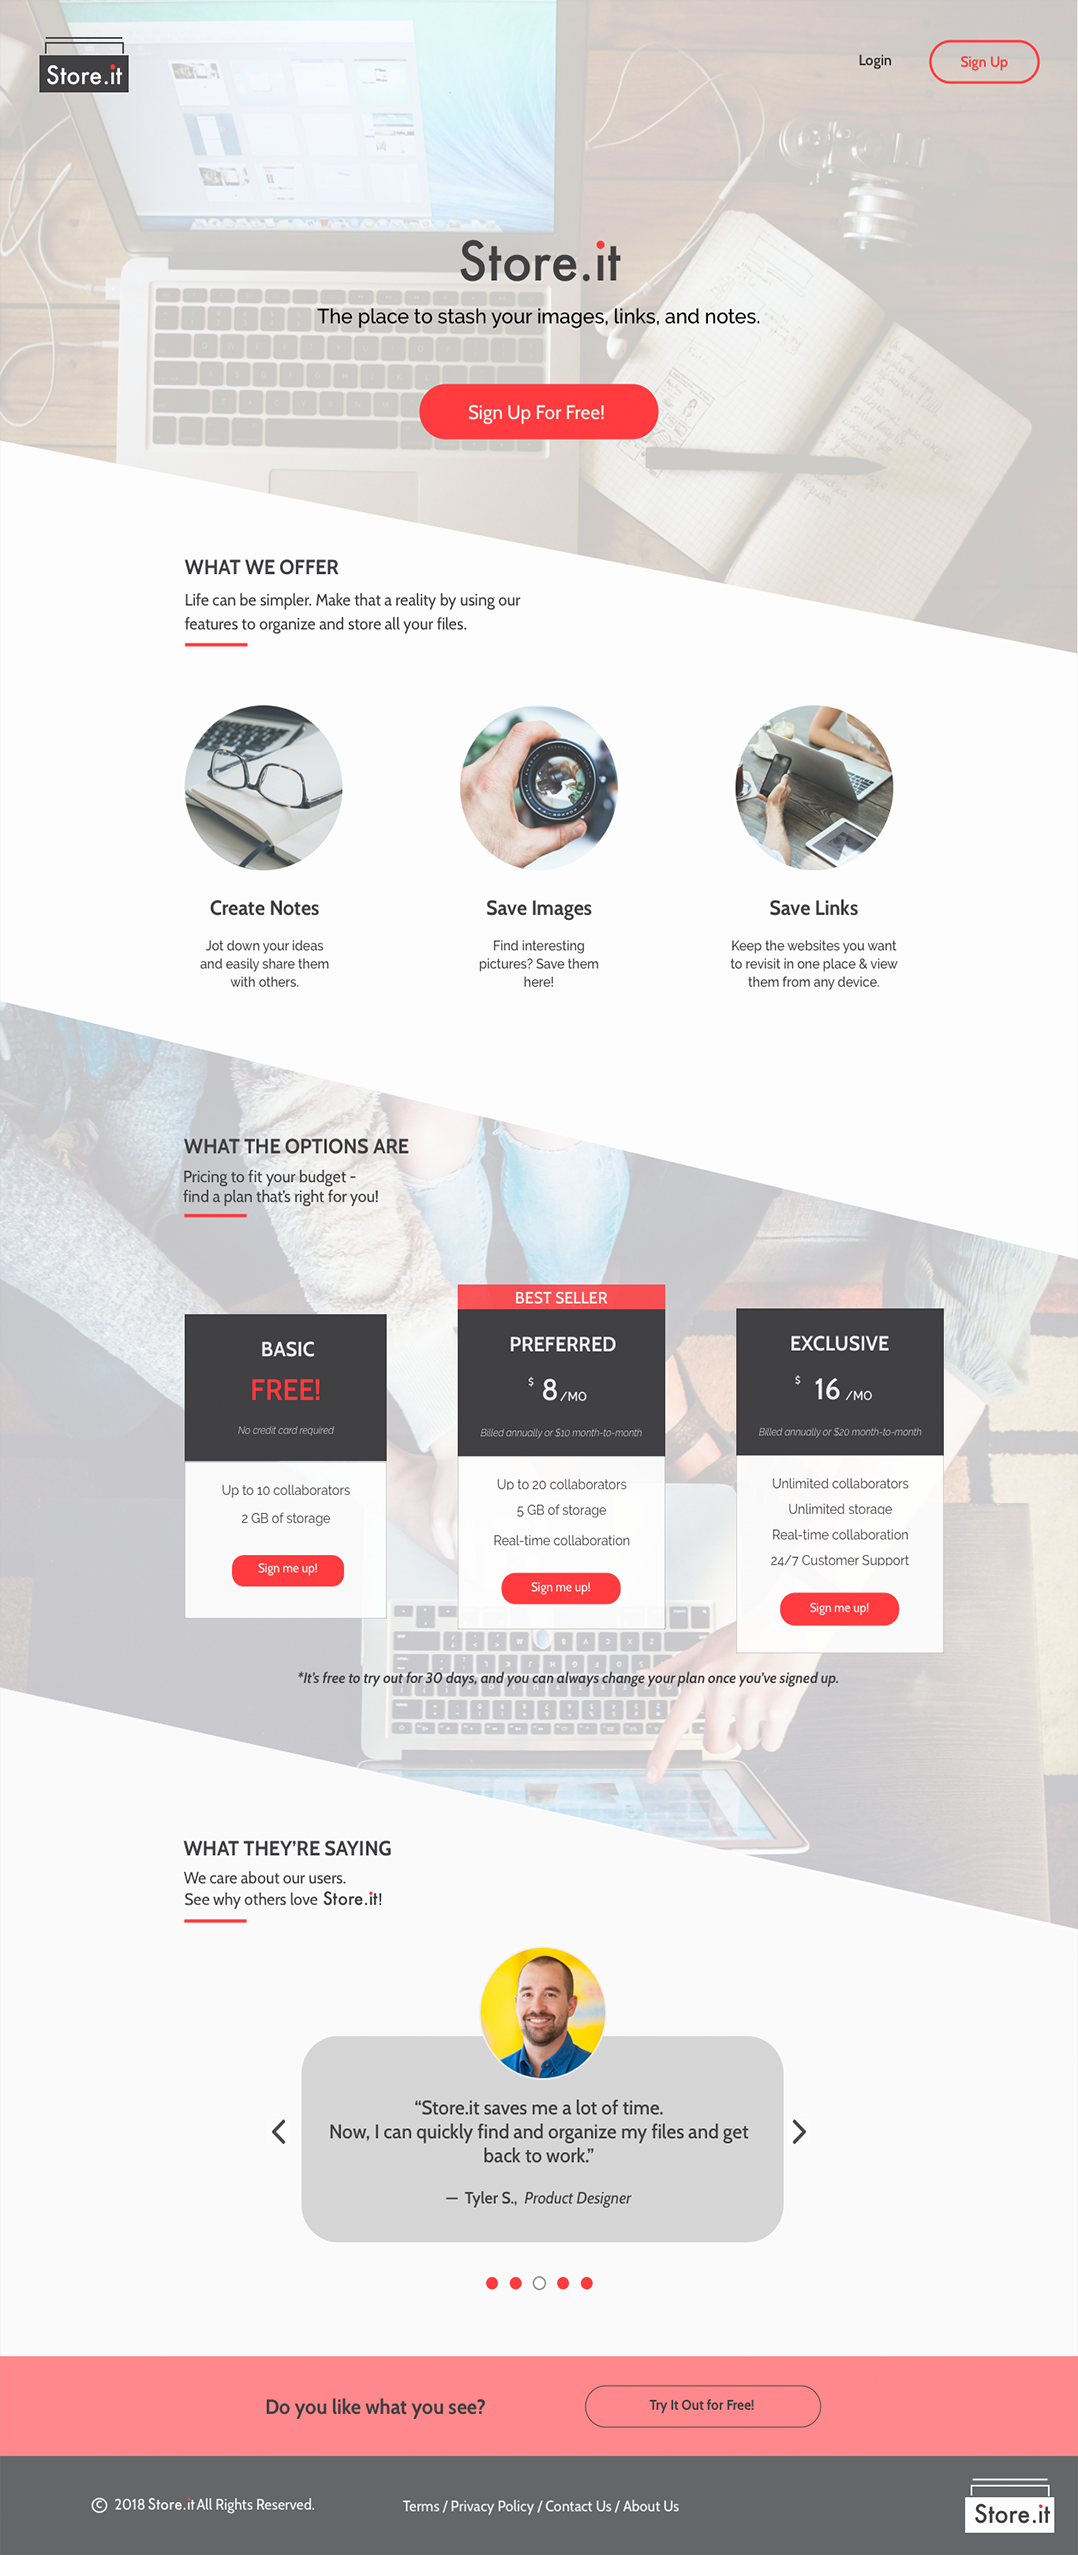 Store.it
Login
Sign Up
Store.it
The place to stash your images, links, and notes.
Sign Up For Free!
WHAT WE OFFER
Life can be simpler. Make that a reality by using our
features to organize and store all your files.
Create Notes
Jot down your ideas
and easily share them
with others.
Save Images
Find interesting
pictures? Save them
here!
Save Links
Keep the websites you want
to revisit in one place & view
them from any device.
WHAT THE OPTIONS ARE
Pricing to fit your budget -
find a plan that's right for you!
BASIC
FREE!
No credit card required
Up to 10 collaborators
2 GB of storage
Sign me up!
BEST SELLER
PREFERRED
$ 8 /MO
Billed annually or $10 month-to-month
Up to 20 collaborators
5 GB of storage
Real-time collaboration
Sign me up!
EXCLUSIVE
$ 16 /MO
Billed annually or $20 month-to-month
Unlimited collaborators
Unlimited storage
Real-time collaboration
24/7 Customer Support
Sign me up!
*It's free to try out for 30 days, and you can always change your plan once you've signed up.
WHAT THEY'RE SAYING
We care about our users.
See why others love Store.it!
“Store.it saves me a lot of time.
Now, I can quickly find and organize my files and get
back to work.”
— Tyler S., Product Designer
Do you like what you see?
Try It Out for Free!
© 2018 Store.it All Rights Reserved.
Terms / Privacy Policy / Contact Us / About Us
Store.it